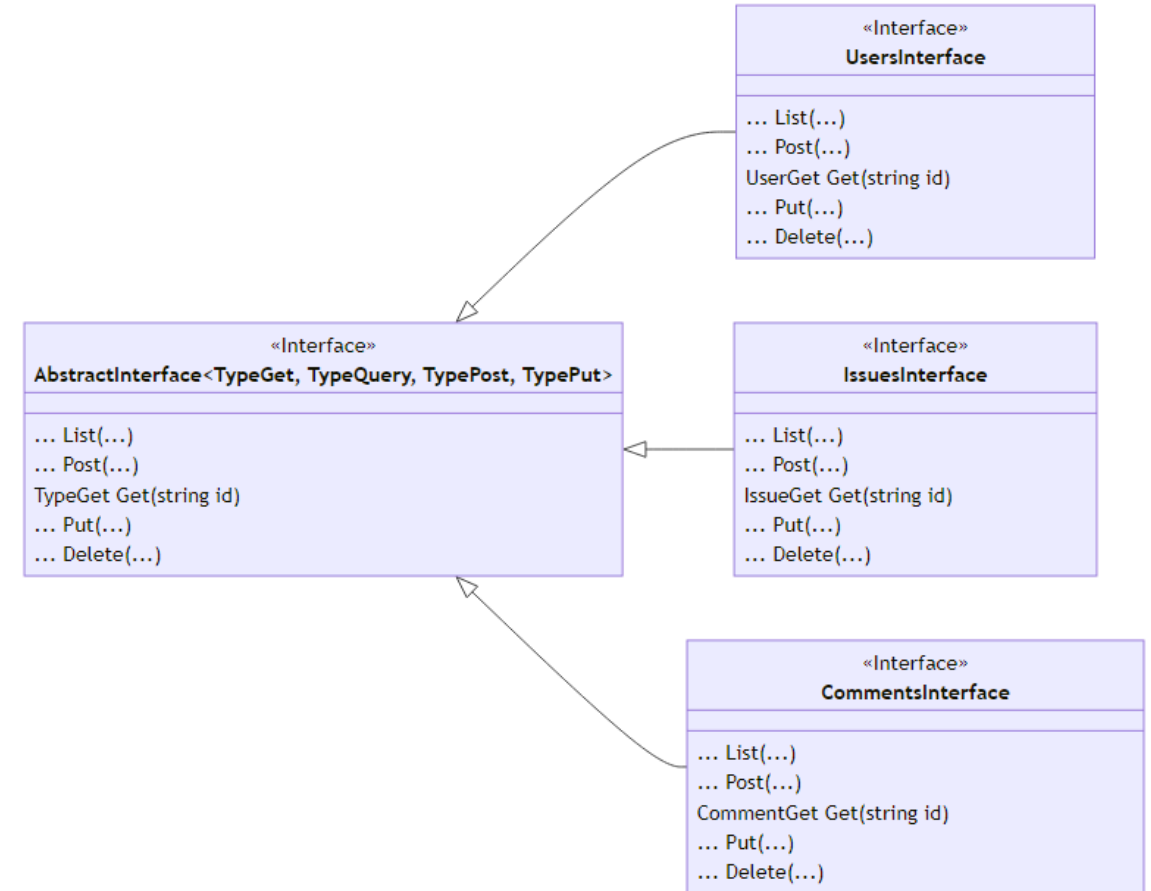 «Interface»
UsersInterface
... List(...)
... Post(...)
UserGet Get(string id)
... Put(...)
... Delete(...)
«Interface»
AbstractInterface<TypeGet, TypeQuery, TypePost, TypePut>
... List(...)
... Post(...)
TypeGet Get(string id)
... Put(...)
... Delete(...)
«Interface»
IssuesInterface
... List(...)
... Post(...)
IssueGet Get(string id)
... Put(...)
... Delete(...)
«Interface»
CommentsInterface
... List(...)
... Post(...)
CommentGet Get(string id)
... Put(...)
... Delete(...)